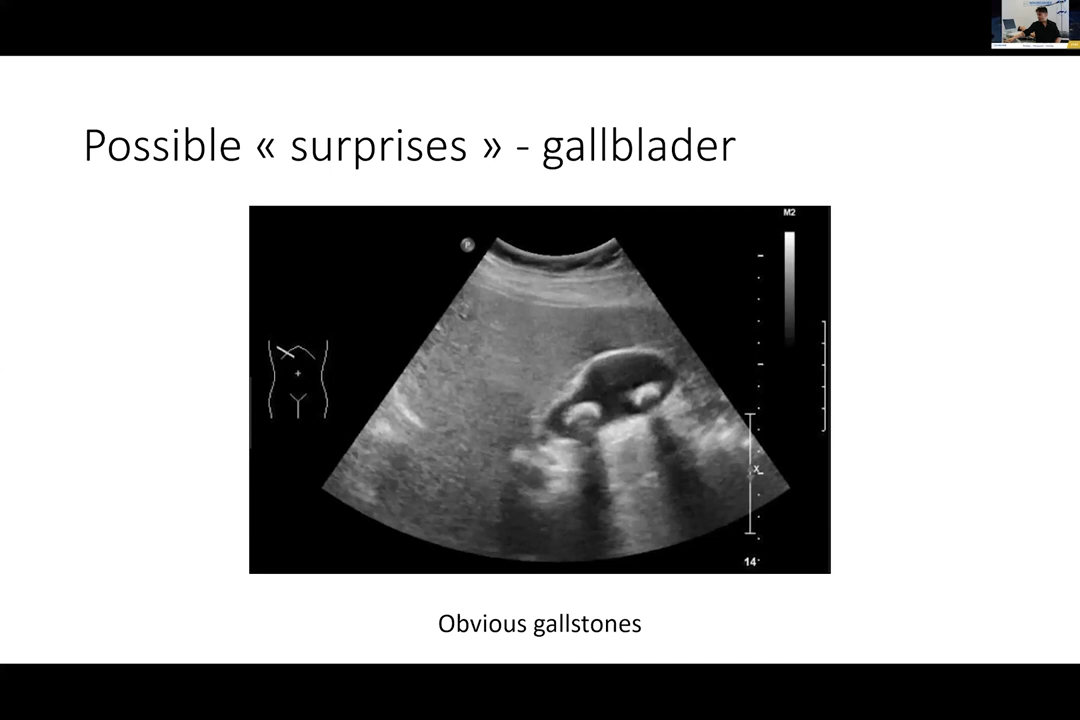 Possible « surprises » - gallblader
P
M2
X
14
Obvious gallstones